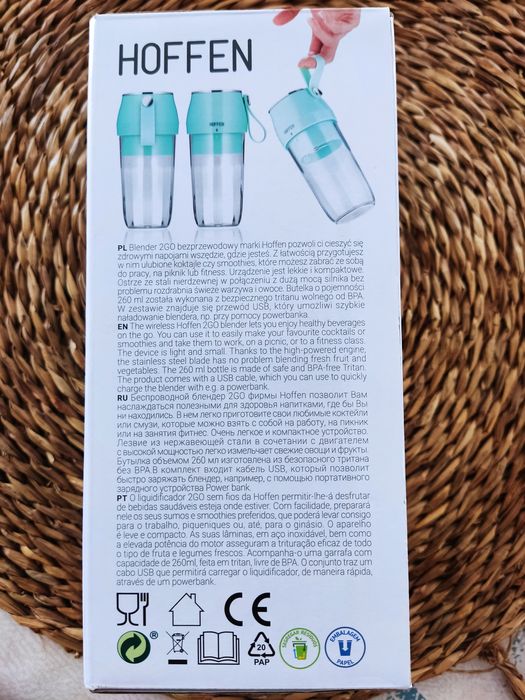 HOFFEN
HOFFEN
PL Blender 2GO bezprzewodowy marki Hoffen pozwoli ci cieszyć się
zdrowymi napojami wszędzie, gdzie jesteś. Z łatwością przygotujesz
w nim ulubione koktajle czy smoothies, które możesz zabrać ze sobą
do pracy, na piknik lub fitness. Urządzenie jest lekkie i kompaktowe.
Ostrze ze stali nierdzewnej w połączeniu z dużą mocą silnika bez
problemu rozdrabnia świeże warzywa i owoce. Butelka o pojemności
260 ml została wykonana z bezpiecznego tritanu wolnego od BPA.
W zestawie znajduje się przewód USB, który umożliwi szybkie
naładowanie blendera, np. przy pomocy powerbanka.
EN The wireless Hoffen 2GO blender lets you enjoy healthy beverages
on the go. You can use it to easily make your favourite cocktails or
smoothies and take them to work, on a picnic, or to a fitness class.
The device is light and small. Thanks to the high-powered engine,
the stainless steel blade has no problem blending fresh fruit and
vegetables. The 260 ml bottle is made of safe and BPA-free Tritan.
The product comes with a USB cable, which you can use to quickly
charge the blender with e.g. a powerbank.
RU Беспроводной блендер 2GO фирмы Hoffen позволит Вам
наслаждаться полезными для здоровья напитками, где бы Вы
ни находились. В нем легко приготовите свои любимые коктейли
или смузи, которые можно взять с собой на работу, на пикник
или на занятия фитнес. Очень легкое и компактное устройство.
Лезвие из нержавеющей стали в сочетании с двигателем
с высокой мощностью легко измельчает свежие овощи и фрукты.
Бутылка объемом 260 мл изготовлена из безопасного тритана
без BPA.В комплект входит кабель USB, который позволит
быстро заряжать блендер, например, с помощью портативного
зарядного устройства Power bank.
PT O liquidificador 2GO sem fios da Hoffen permitir-lhe-á desfrutar
de bebidas saudáveis esteja onde estiver. Com facilidade, preparará
nele os seus sumos e smoothies preferidos, que poderá levar consigo
para o trabalho, piqueniques ou, até, para o ginásio. O aparelho
é leve e compacto. As suas lâminas, em aço inoxidável, bem como
a elevada potência do motor asseguram a trituração eficaz de todo
o tipo de fruta e legumes frescos. Acompanha-o uma garrafa com
capacidade de 260ml, feita em tritan, livre de BPA. O conjunto traz um
cabo USB que permitirá carregar o liquidificador, de maneira rápida,
através de um powerbank.
CE
®
20
PAP
SEGREGAR RESÍDUOS
EMBALAGEM
PAPEL